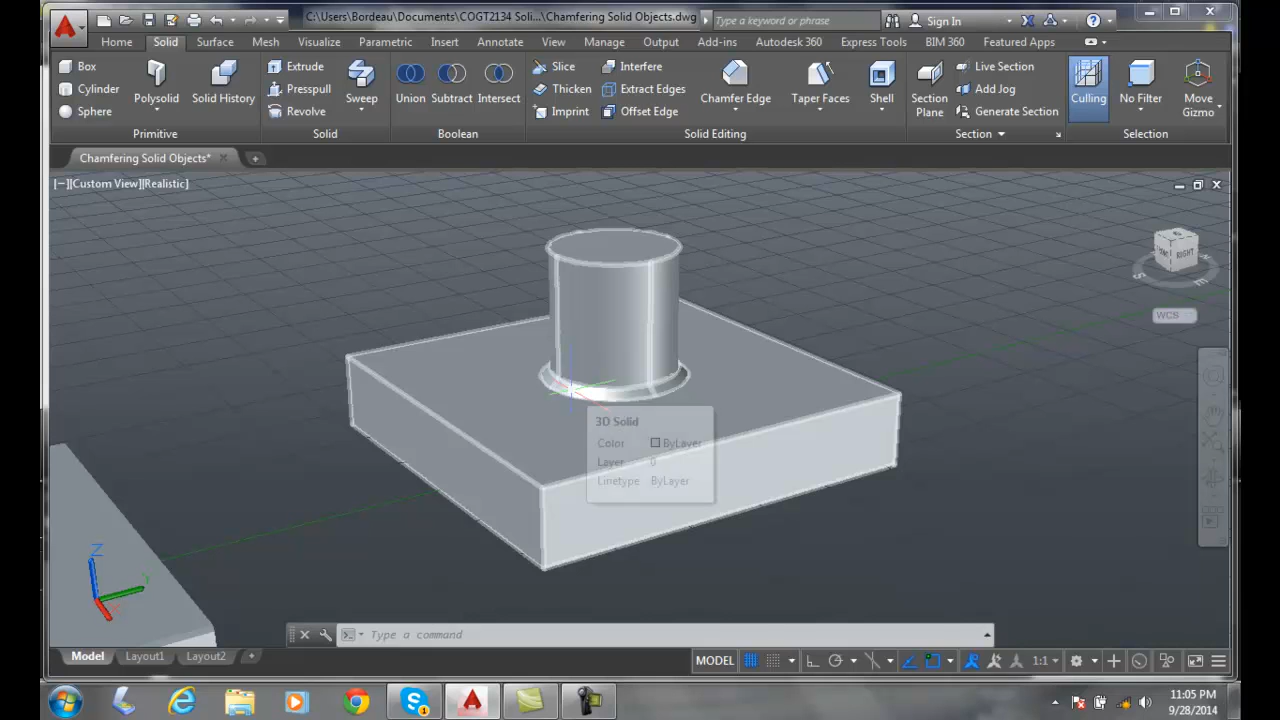 C:\Users\Bordeau\Documents\COGT2134 Soli...\Chamfering Solid Objects.dwg
Type a keyword or phrase
Sign In
Home Solid Surface Mesh Visualize Parametric Insert Annotate View Manage Output Add-ins Autodesk 360 Express Tools BIM 360 Featured Apps
Box
Cylinder
Sphere
Polysolid
Solid History
Extrude
Presspull
Revolve
Sweep
Union
Subtract
Intersect
Slice
Thicken
Imprint
Interfere
Extract Edges
Offset Edge
Chamfer Edge
Taper Faces
Shell
Section
Plane
Live Section
Add Jog
Generate Section
Culling
No Filter
Move
Gizmo
Primitive Solid Boolean Solid Editing Section Selection
Chamfering Solid Objects*
[−][Custom View][Realistic]
RIGHT
S
E
WCS
3D Solid
Color ByLayer
Layer 0
Linetype ByLayer
Z
Y
X
Type a command
Model Layout1 Layout2
MODEL
1:1
1
11:05 PM
9/28/2014